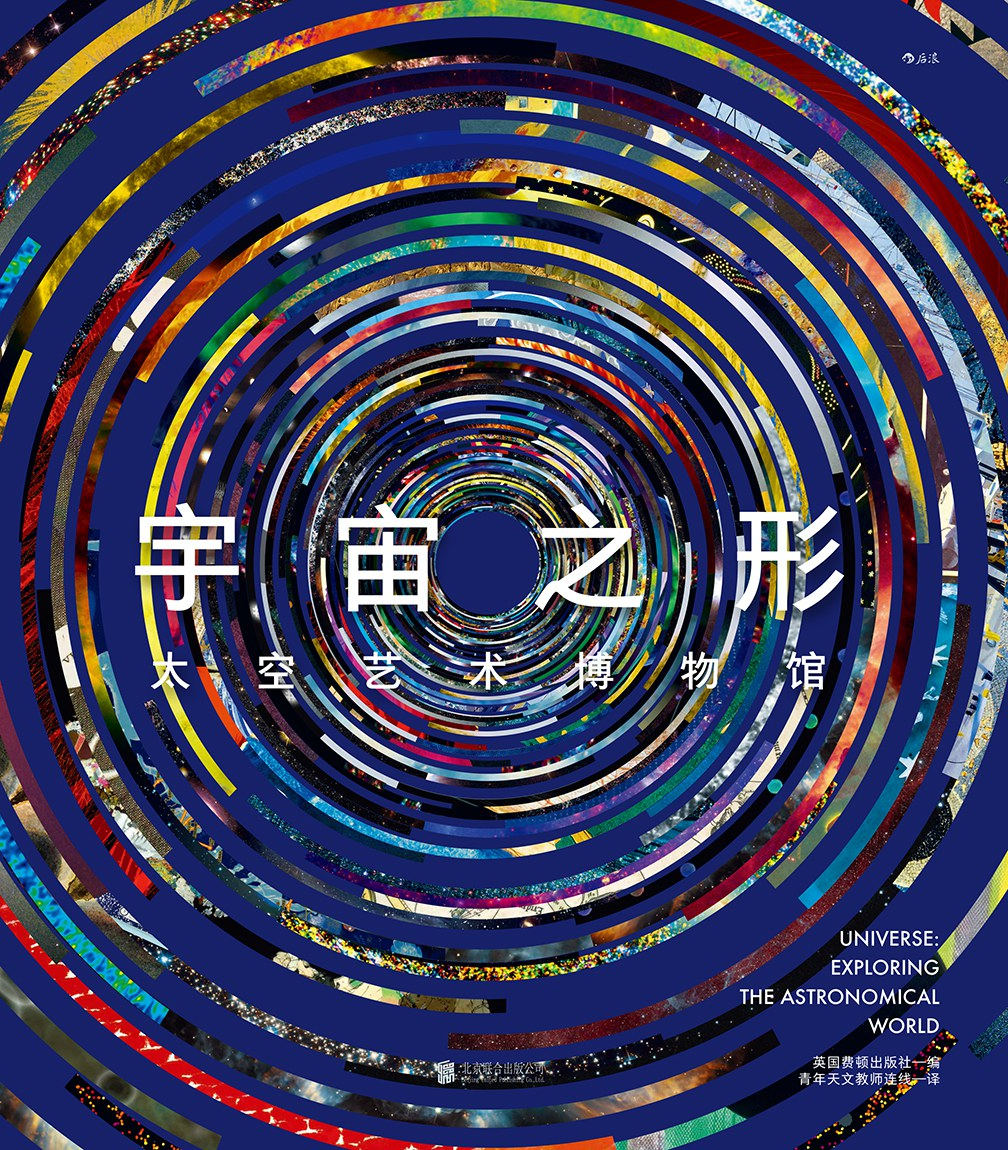 后浪
宇宙之形
太空艺术博物馆
UNIVERSE:
EXPLORING
THE ASTRONOMICAL
WORLD
英国费顿出版社—编
青年天文教师连线—译
北京联合出版公司